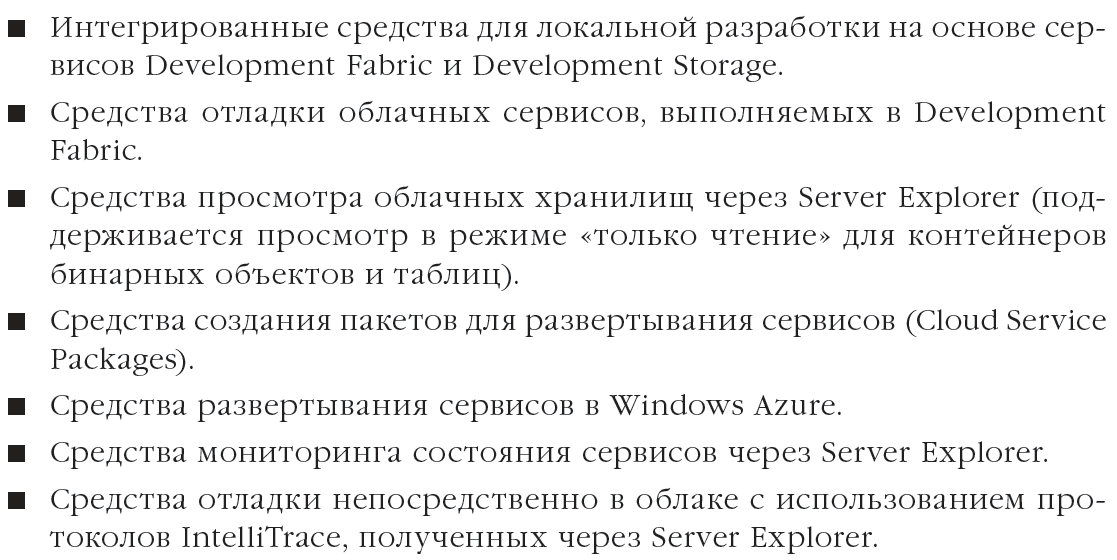 ■ Интегрированные средства для локальной разработки на основе сер-
висов Development Fabric и Development Storage.
■ Средства отладки облачных сервисов, выполняемых в Development
Fabric.
■ Средства просмотра облачных хранилищ через Server Explorer (под-
держивается просмотр в режиме «только чтение» для контейнеров
бинарных объектов и таблиц).
■ Средства создания пакетов для развертывания сервисов (Cloud Service
Packages).
■ Средства развертывания сервисов в Windows Azure.
■ Средства мониторинга состояния сервисов через Server Explorer.
■ Средства отладки непосредственно в облаке с использованием про-
токолов IntelliTrace, полученных через Server Explorer.